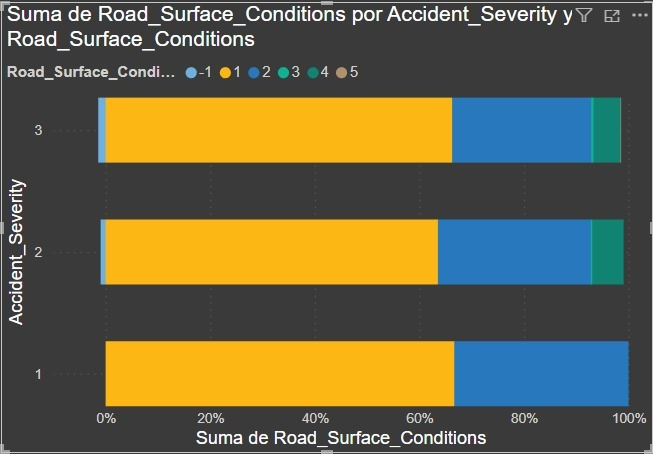 Suma de Road_Surface_Conditions por Accident_Severity y
Road_Surface_Conditions
Road_Surface_Condi... -1 1 2 3 4 5
Accident_Severity
3
2
1
0% 20% 40% 60% 80% 100%
Suma de Road_Surface_Conditions